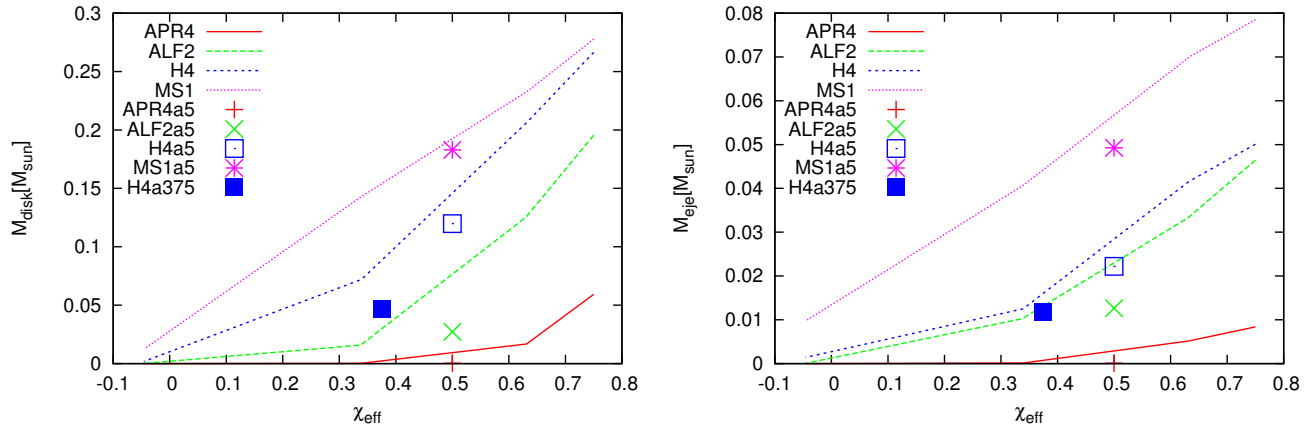 0.3
0.25
0.2
0.15
0.1
0.05
0
M_disk[M_sun]
APR4
ALF2
H4
MS1
APR4a5
ALF2a5
H4a5
MS1a5
H4a375
-0.1 0 0.1 0.2 0.3 0.4 0.5 0.6 0.7 0.8
χ_eff
0.08
0.07
0.06
0.05
0.04
0.03
0.02
0.01
0
M_eje[M_sun]
APR4
ALF2
H4
MS1
APR4a5
ALF2a5
H4a5
MS1a5
H4a375
-0.1 0 0.1 0.2 0.3 0.4 0.5 0.6 0.7 0.8
χ_eff